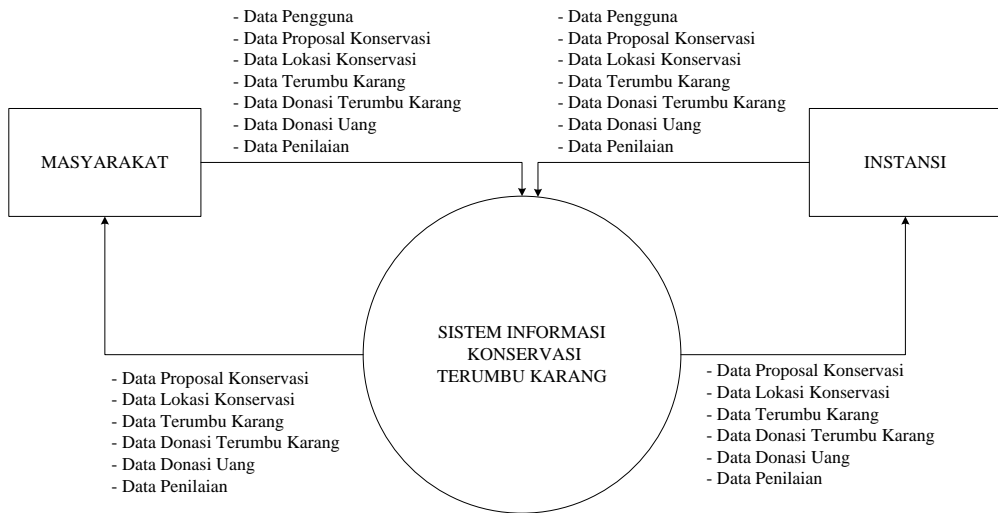 - Data Pengguna
- Data Proposal Konservasi
- Data Lokasi Konservasi
- Data Terumbu Karang
- Data Donasi Terumbu Karang
- Data Donasi Uang
- Data Penilaian
- Data Pengguna
- Data Proposal Konservasi
- Data Lokasi Konservasi
- Data Terumbu Karang
- Data Donasi Terumbu Karang
- Data Donasi Uang
- Data Penilaian
MASYARAKAT
INSTANSI
SISTEM INFORMASI
KONSERVASI
TERUMBU KARANG
- Data Proposal Konservasi
- Data Lokasi Konservasi
- Data Terumbu Karang
- Data Donasi Terumbu Karang
- Data Donasi Uang
- Data Penilaian
- Data Proposal Konservasi
- Data Lokasi Konservasi
- Data Terumbu Karang
- Data Donasi Terumbu Karang
- Data Donasi Uang
- Data Penilaian